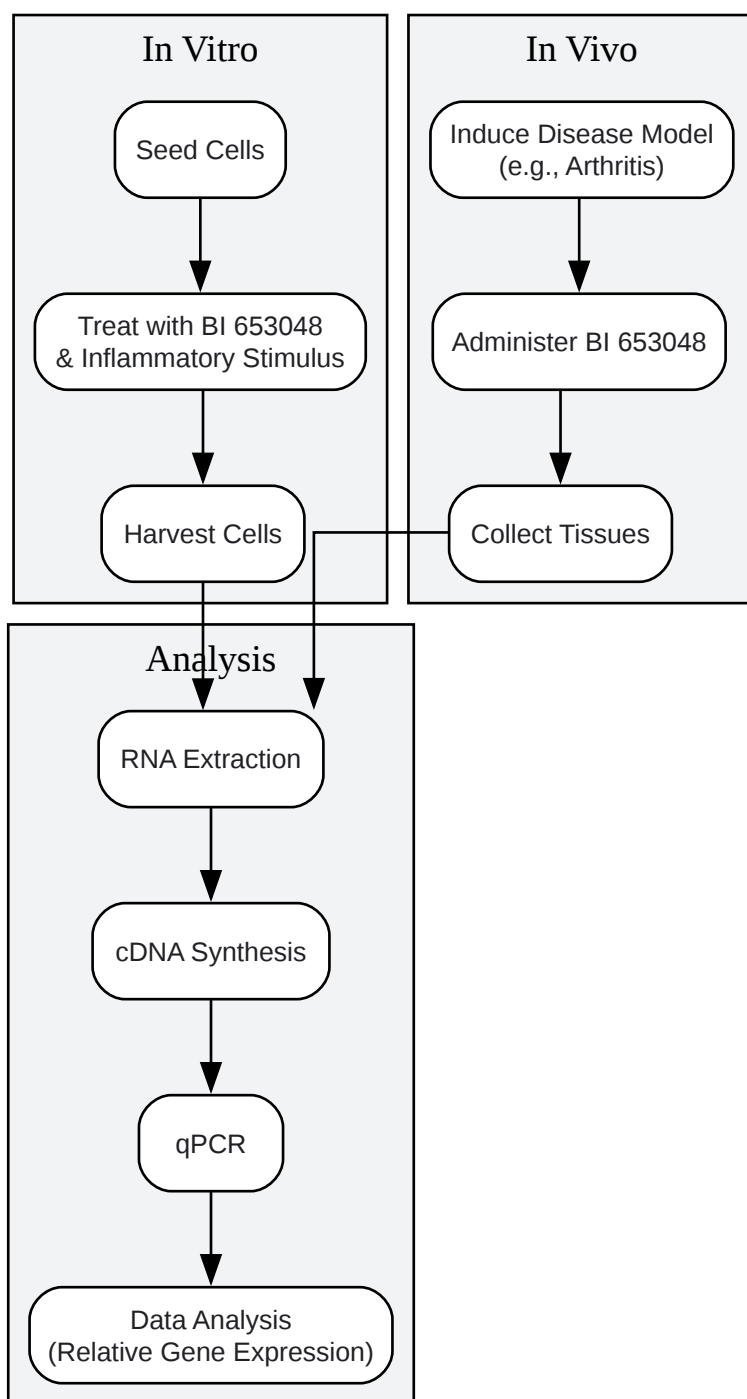 In Vitro
Seed Cells
Treat with BI 653048
& Inflammatory Stimulus
Harvest Cells
In Vivo
Induce Disease Model
(e.g., Arthritis)
Administer BI 653048
Collect Tissues
Analysis
RNA Extraction
cDNA Synthesis
qPCR
Data Analysis
(Relative Gene Expression)